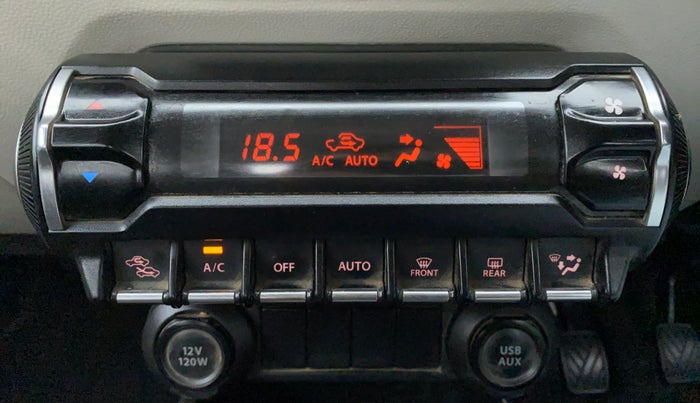 18.5
A/C AUTO
A/C OFF AUTO FRONT REAR
12V
120W
USB
AUX